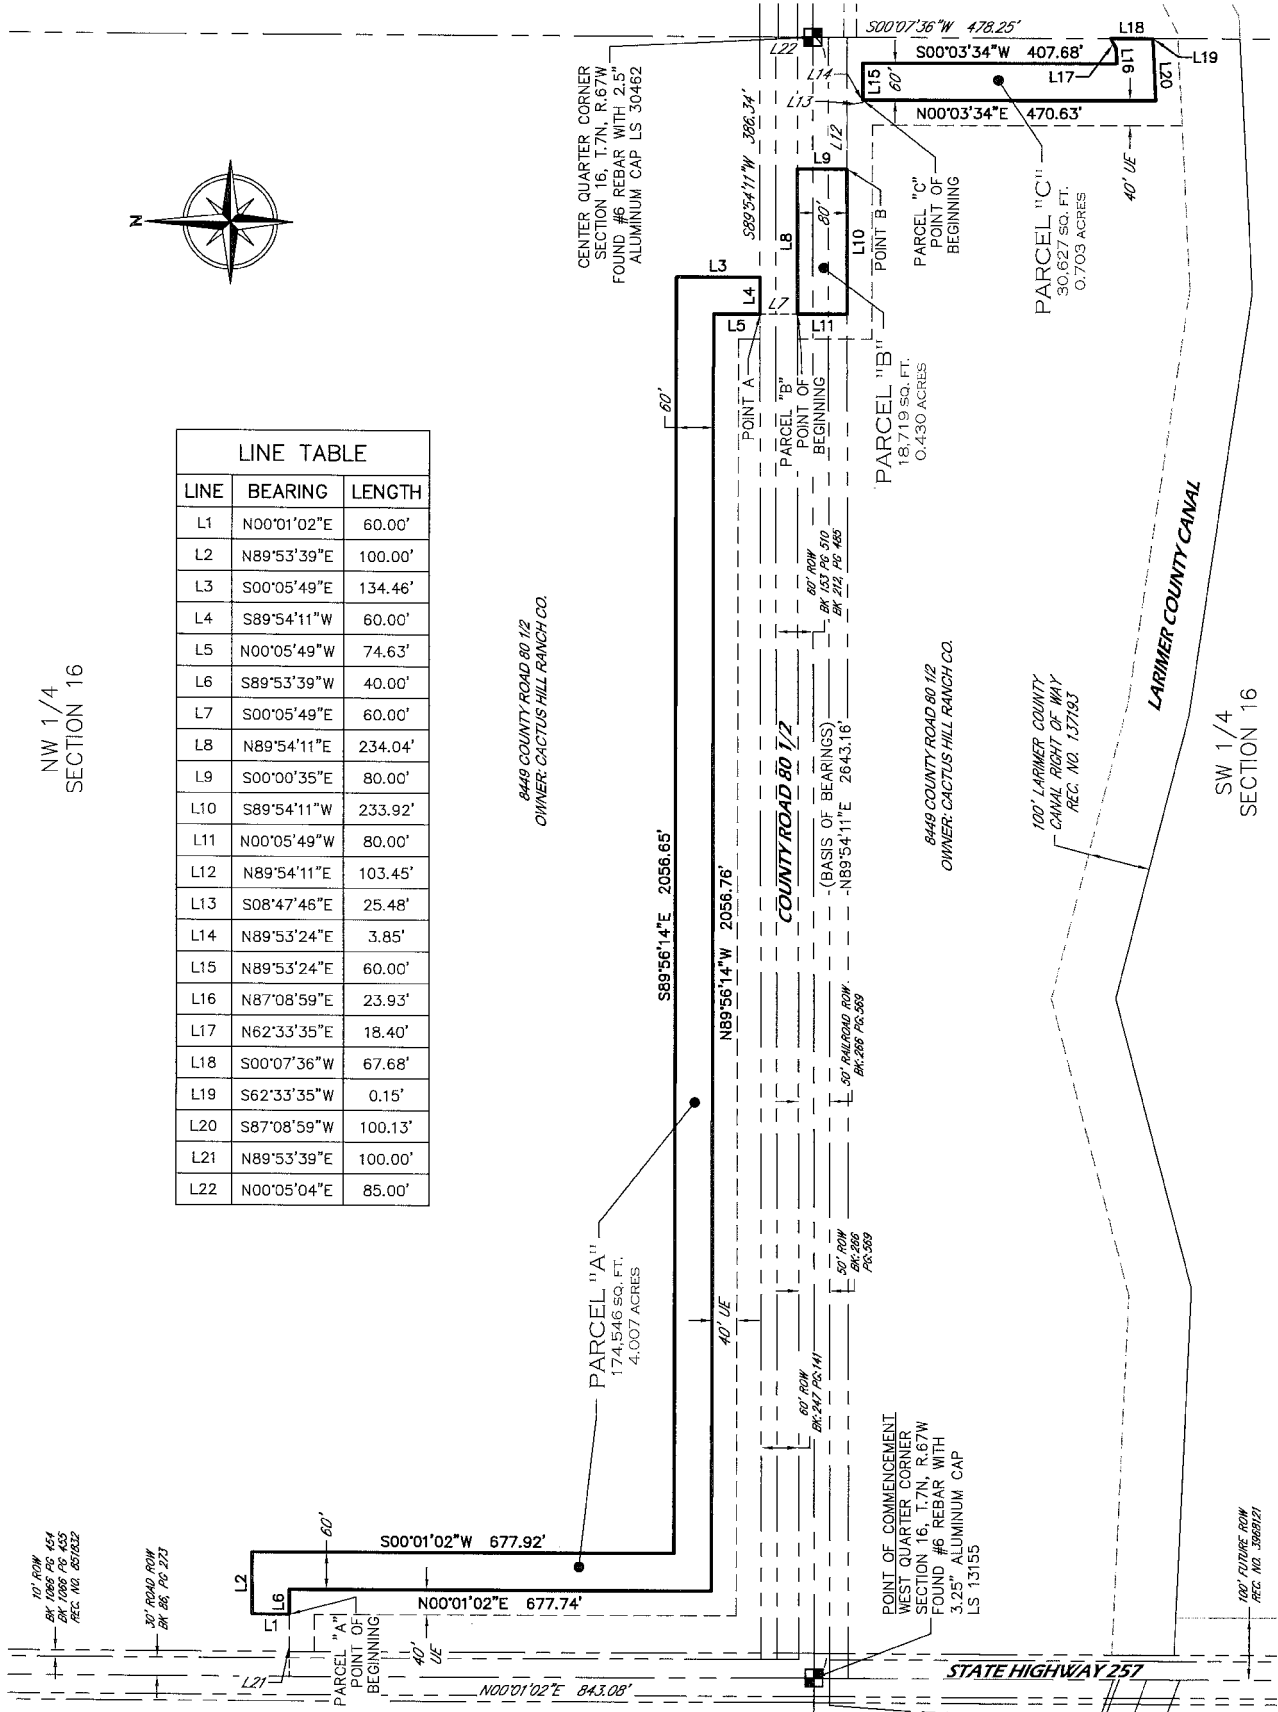 S00°07'36"W 478.25'
L18
L22
S00°03'34"W 407.68'
L19
L17
L16
L20
L14
L15
60'
L13
N00°03'34"E 470.63'
L12
40' UE
CENTER QUARTER CORNER
SECTION 16, T.7N, R.67W
FOUND #6 REBAR WITH 2.5"
ALUMINUM CAP LS 30462
S89°54'11"W 386.34'
N
L9
L8
80'
L10
POINT B
PARCEL "C"
POINT OF
BEGINNING
PARCEL "C"
30,627 SQ. FT.
0.703 ACRES
L3
L4
L7
L5
L11
60'
POINT A
PARCEL "B"
POINT OF
BEGINNING
PARCEL "B"
18,719 SQ. FT.
0.430 ACRES
LINE TABLE
LINE BEARING LENGTH
L1 N00°01'02"E 60.00'
L2 N89°53'39"E 100.00'
L3 S00°05'49"E 134.46'
L4 S89°54'11"W 60.00'
L5 N00°05'49"W 74.63'
L6 S89°53'39"W 40.00'
L7 S00°05'49"E 60.00'
L8 N89°54'11"E 234.04'
L9 S00°00'35"E 80.00'
L10 S89°54'11"W 233.92'
L11 N00°05'49"W 80.00'
L12 N89°54'11"E 103.45'
L13 S08°47'46"E 25.48'
L14 N89°53'24"E 3.85'
L15 N89°53'24"E 60.00'
L16 N87°08'59"E 23.93'
L17 N62°33'35"E 18.40'
L18 S00°07'36"W 67.68'
L19 S62°33'35"W 0.15'
L20 S87°08'59"W 100.13'
L21 N89°53'39"E 100.00'
L22 N00°05'04"E 85.00'
NW 1/4
SECTION 16
8449 COUNTY ROAD 80 1/2
OWNER: CACTUS HILL RANCH CO.
60' ROW
BK 153 PG 510
BK 212, PG 485
LARIMER COUNTY CANAL
8449 COUNTY ROAD 80 1/2
OWNER: CACTUS HILL RANCH CO.
100' LARIMER COUNTY
CANAL RIGHT OF WAY
REC. NO. 137193
SW 1/4
SECTION 16
COUNTY ROAD 80 1/2
(BASIS OF BEARINGS)
N89°54'11"E 2643.16'
S89°56'14"E 2056.65'
N89°56'14"W 2056.76'
50' RAILROAD ROW
BK:266 PG:569
50' ROW
BK:266
PG:569
PARCEL "A"
174,546 SQ. FT.
4.007 ACRES
40' UE
60' ROW
BK:247 PG:141
S00°01'02"W 677.92'
60'
L2
L6
L1
N00°01'02"E 677.74'
PARCEL "A"
POINT OF
BEGINNING
40'
UE
L21
N00°01'02"E 843.08'
10' ROW
BK 1066 PG 454
BK 1066 PG 455
REC. NO. 851832
30' ROAD ROW
BK 86, PG 273
POINT OF COMMENCEMENT
WEST QUARTER CORNER
SECTION 16, T.7N, R.67W
FOUND #6 REBAR WITH
3.25" ALUMINUM CAP
LS 13155
STATE HIGHWAY 257
100' FUTURE ROW
REC. NO. 3968121